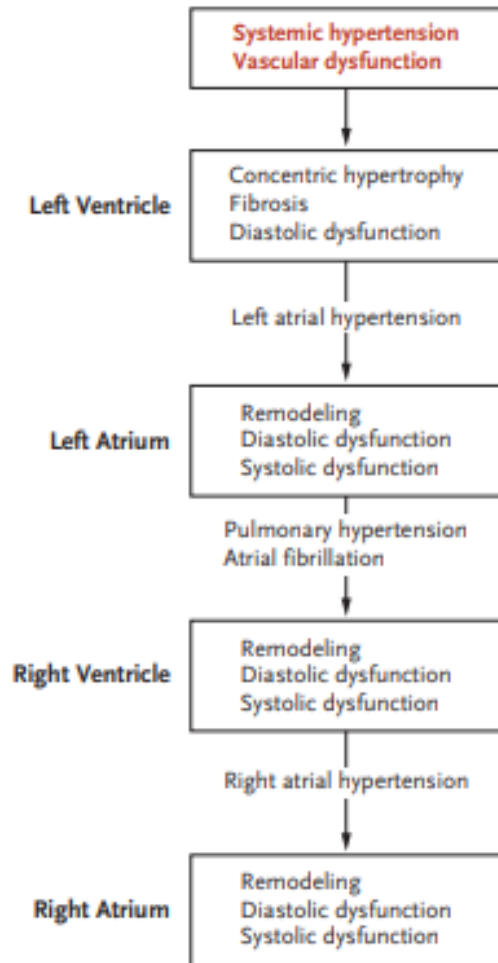 Systemic hypertension
Vascular dysfunction
Left Ventricle
Concentric hypertrophy
Fibrosis
Diastolic dysfunction
Left atrial hypertension
Left Atrium
Remodeling
Diastolic dysfunction
Systolic dysfunction
Pulmonary hypertension
Atrial fibrillation
Right Ventricle
Remodeling
Diastolic dysfunction
Systolic dysfunction
Right atrial hypertension
Right Atrium
Remodeling
Diastolic dysfunction
Systolic dysfunction